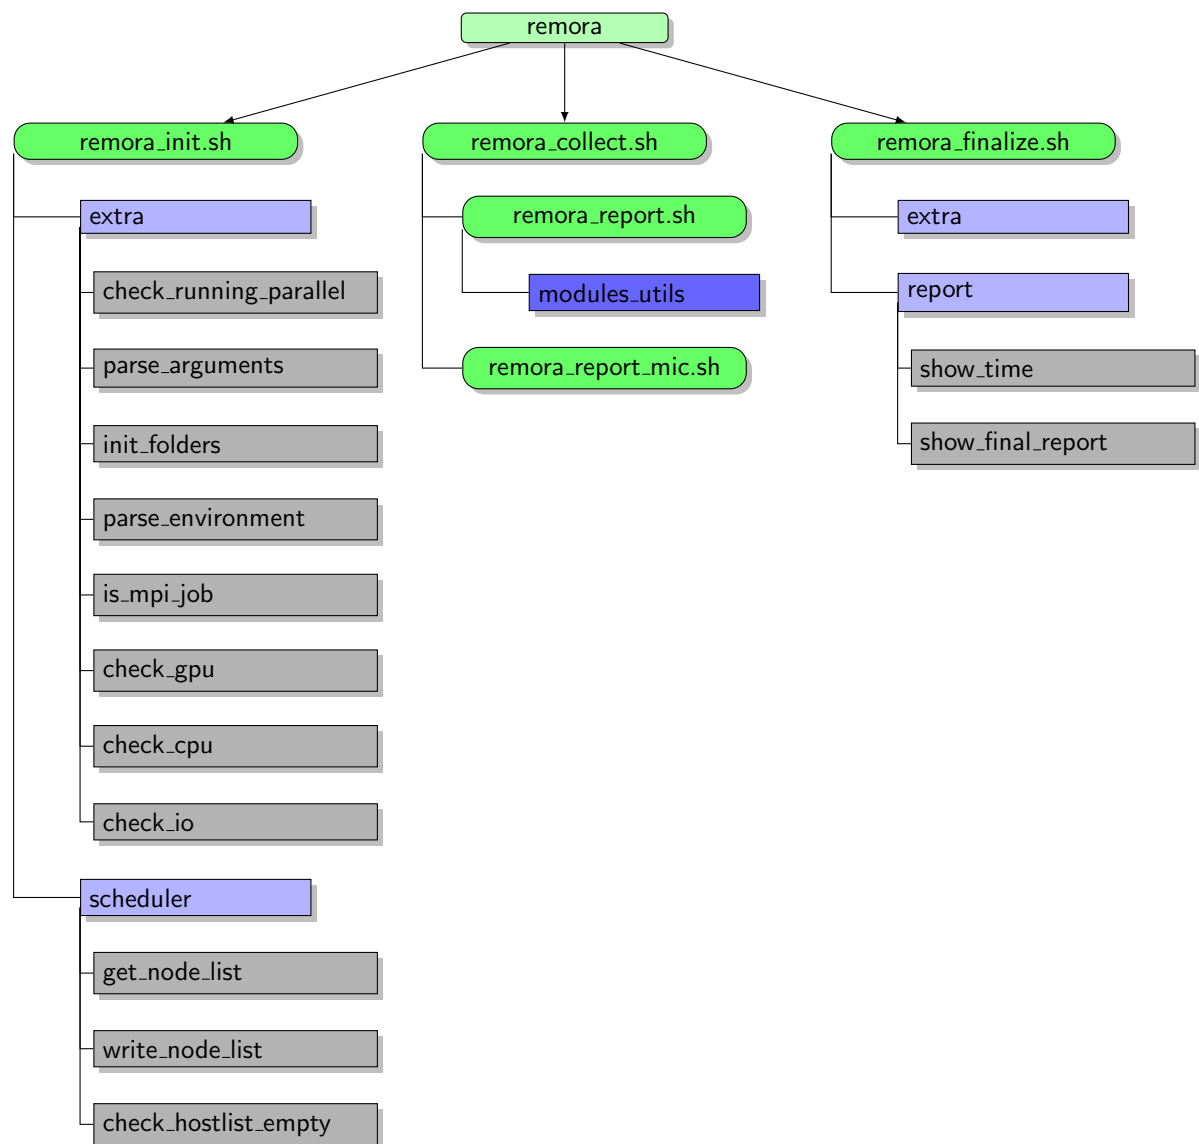 remora
remora_init.sh
remora_collect.sh
remora_finalize.sh
extra
check_running_parallel
parse_arguments
init_folders
parse_environment
is_mpi_job
check_gpu
check_cpu
check_io
scheduler
get_node_list
write_node_list
check_hostlist_empty
remora_report.sh
modules_utils
remora_report_mic.sh
extra
report
show_time
show_final_report